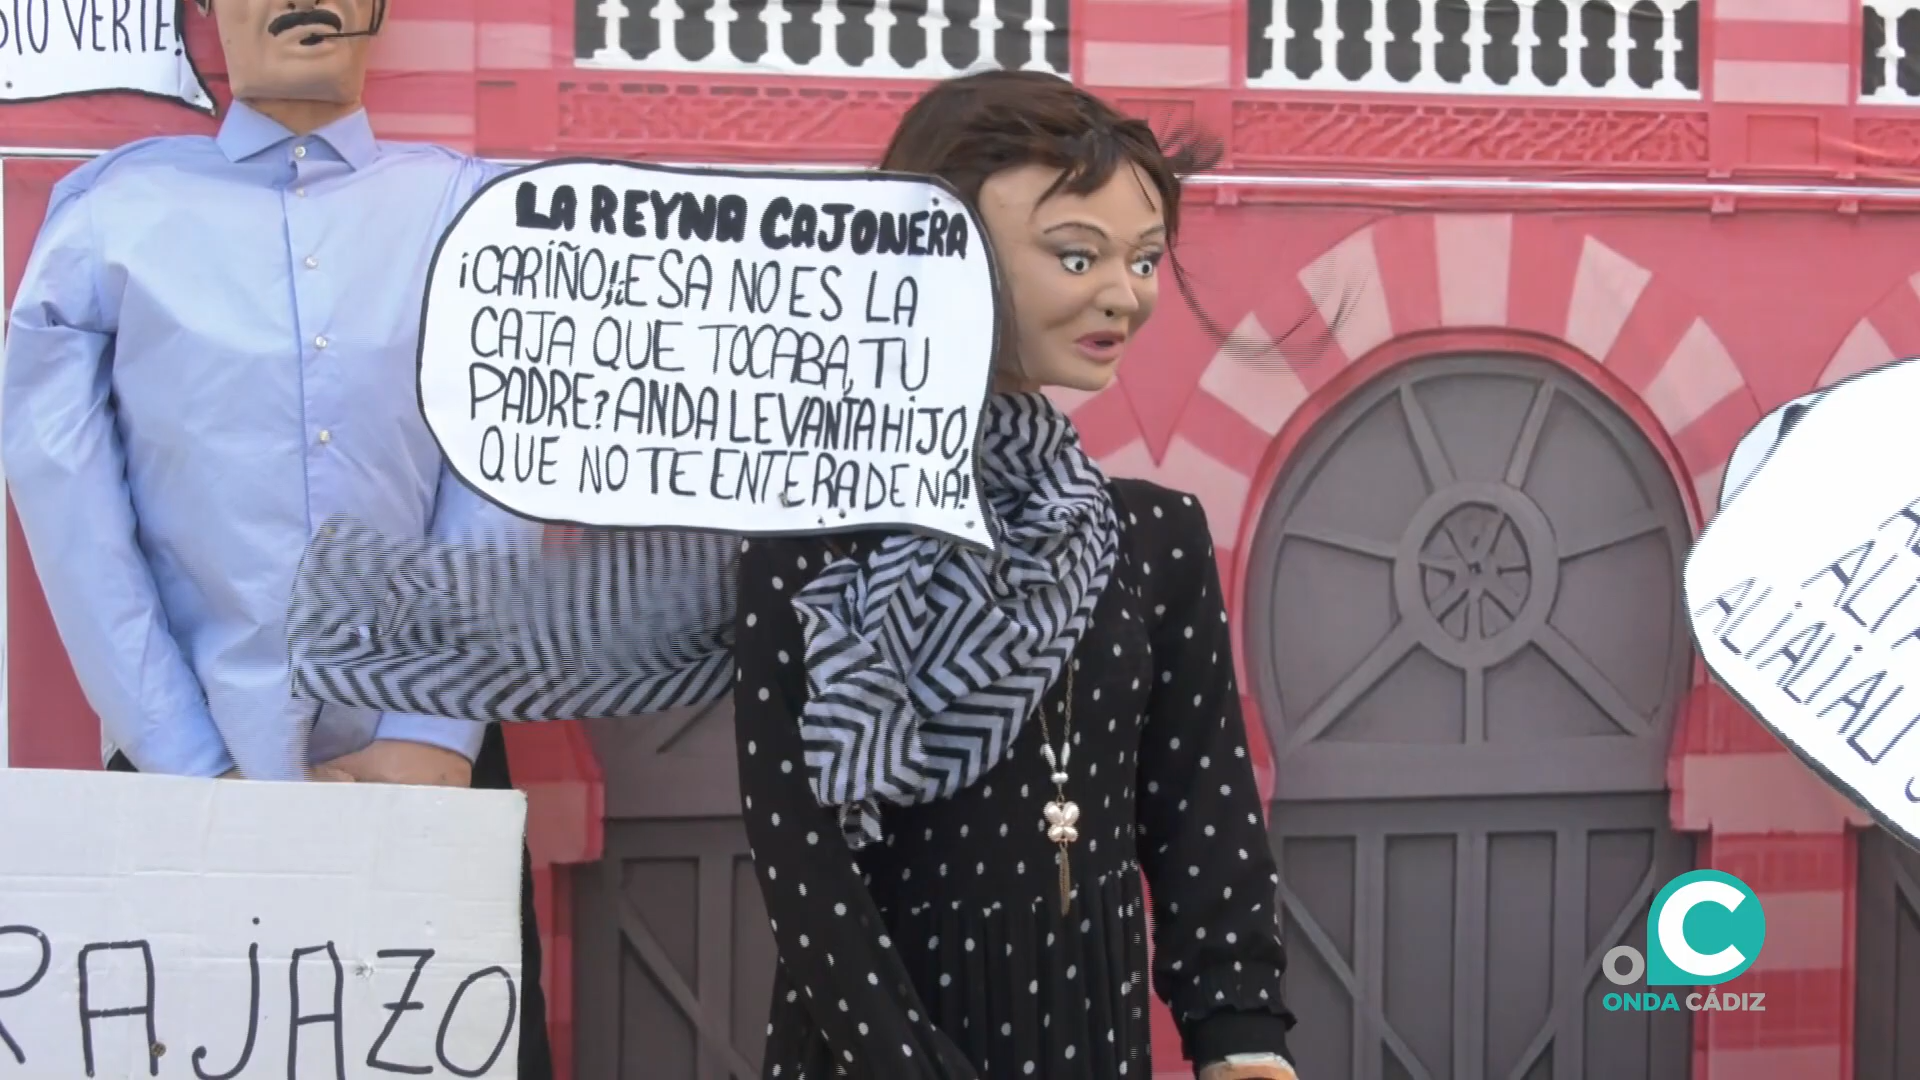 VERTE!
LA REYNA CAJONERA
¡CARIÑO,¿ESA NO ES LA
CAJA QUE TOCABA, TU
PADRE? ANDA LEVANTA HIJO,
QUE NO TE ENTERA DE NÁ!
RAJAZO
ALI
ALIALIALI
ONDA CÁDIZ